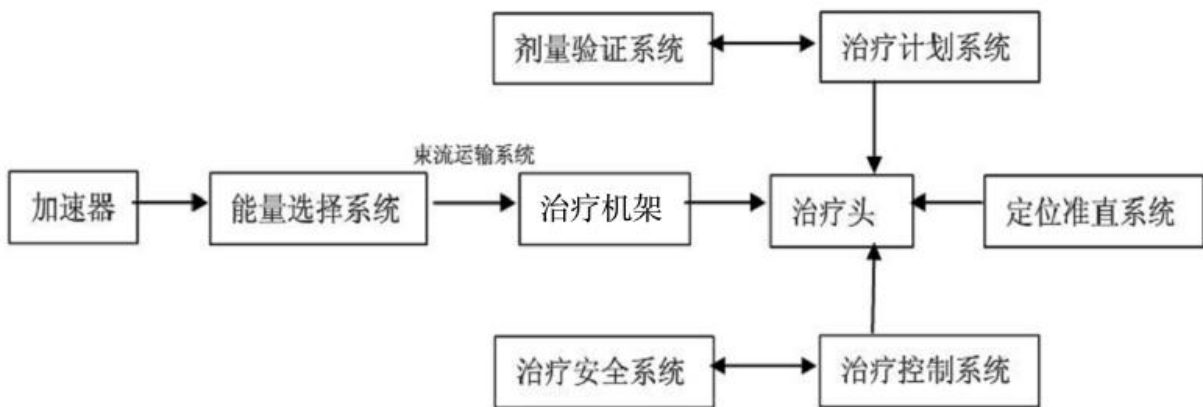 剂量验证系统
治疗计划系统
束流运输系统
加速器
能量选择系统
治疗机架
治疗头
定位准直系统
治疗安全系统
治疗控制系统